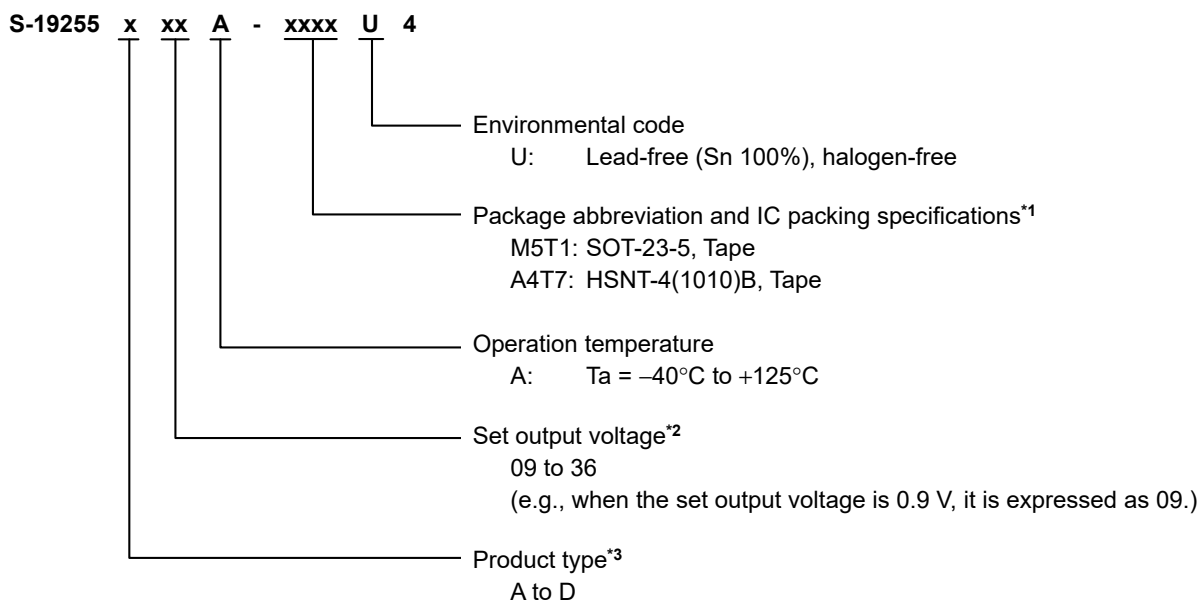 S-19255 x xx A - xxxx U 4
Environmental code
U: Lead-free (Sn 100%), halogen-free
Package abbreviation and IC packing specifications*1
M5T1: SOT-23-5, Tape
A4T7: HSNT-4(1010)B, Tape
Operation temperature
A: Ta = −40°C to +125°C
Set output voltage*2
09 to 36
(e.g., when the set output voltage is 0.9 V, it is expressed as 09.)
Product type*3
A to D